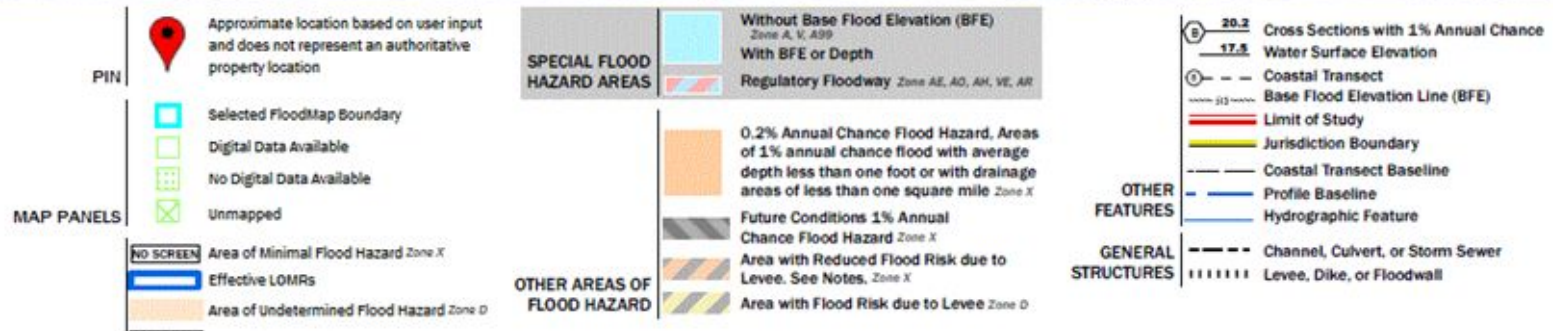 PIN
Approximate location based on user input
and does not represent an authoritative
property location
MAP PANELS
Selected FloodMap Boundary
Digital Data Available
No Digital Data Available
Unmapped
NO SCREEN Area of Minimal Flood Hazard Zone X
Effective LOMRs
Area of Undetermined Flood Hazard Zone D
SPECIAL FLOOD
HAZARD AREAS
Without Base Flood Elevation (BFE)
Zone A, V, A99
With BFE or Depth
Regulatory Floodway Zone AE, AO, AH, VE, AR
OTHER AREAS OF
FLOOD HAZARD
0.2% Annual Chance Flood Hazard, Areas
of 1% annual chance flood with average
depth less than one foot or with drainage
areas of less than one square mile Zone X
Future Conditions 1% Annual
Chance Flood Hazard Zone X
Area with Reduced Flood Risk due to
Levee. See Notes. Zone X
Area with Flood Risk due to Levee Zone D
OTHER
FEATURES
B 20.2 Cross Sections with 1% Annual Chance
17.5 Water Surface Elevation
Coastal Transect
Base Flood Elevation Line (BFE)
Limit of Study
Jurisdiction Boundary
Coastal Transect Baseline
Profile Baseline
Hydrographic Feature
GENERAL
STRUCTURES
Channel, Culvert, or Storm Sewer
Levee, Dike, or Floodwall